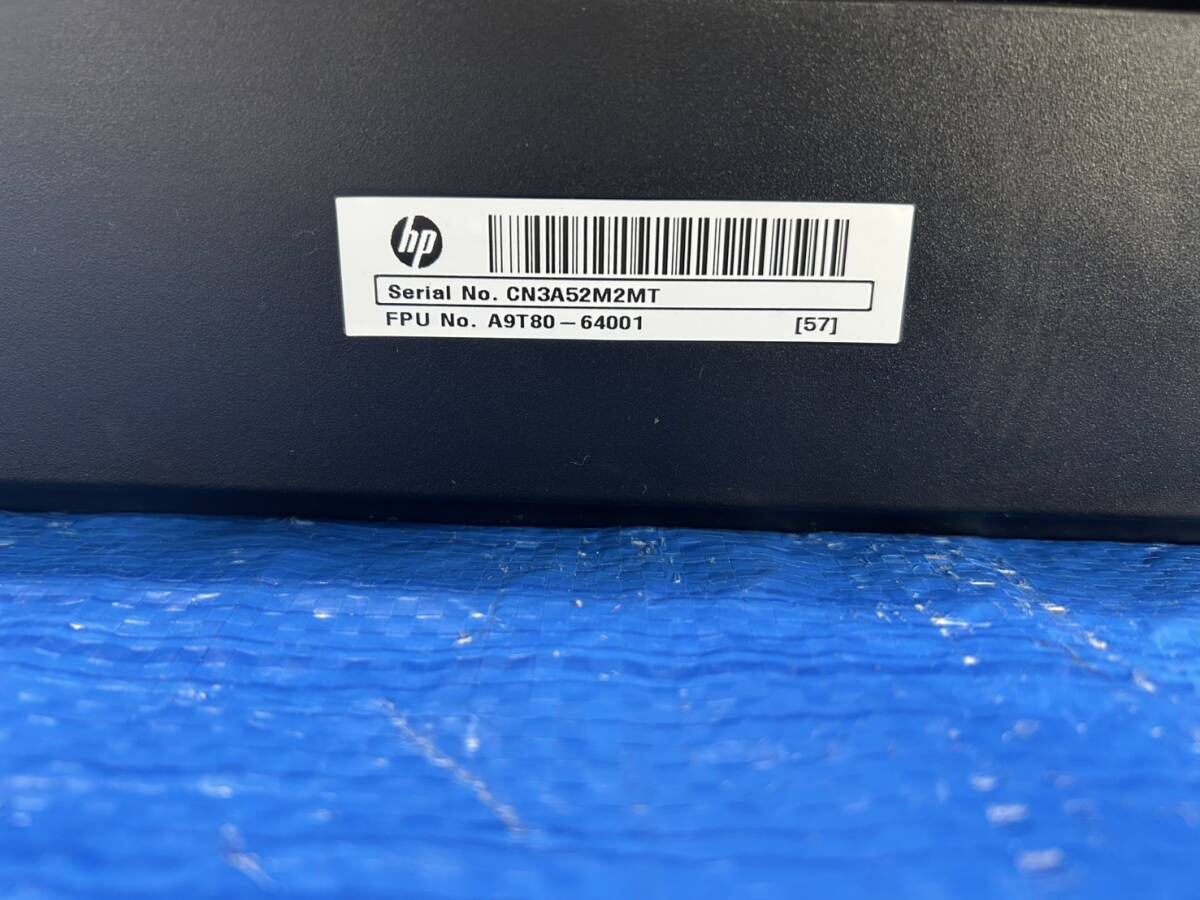 hp
Serial No. CN3A52M2MT
FPU No. A9T80-64001 [57]